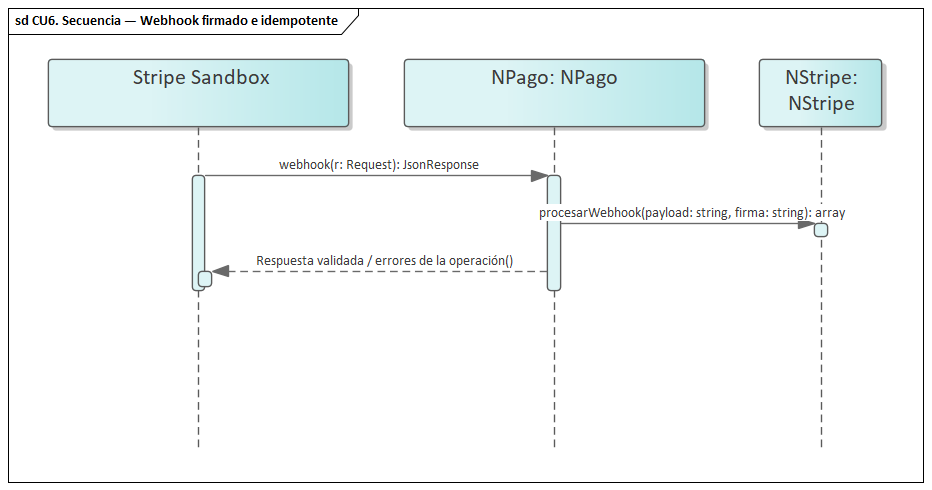 sd CU6. Secuencia — Webhook firmado e idempotente
Stripe Sandbox
NPago: NPago
NStripe:
NStripe
webhook(r: Request): JsonResponse
procesarWebhook(payload: string, firma: string): array
Respuesta validada / errores de la operación()